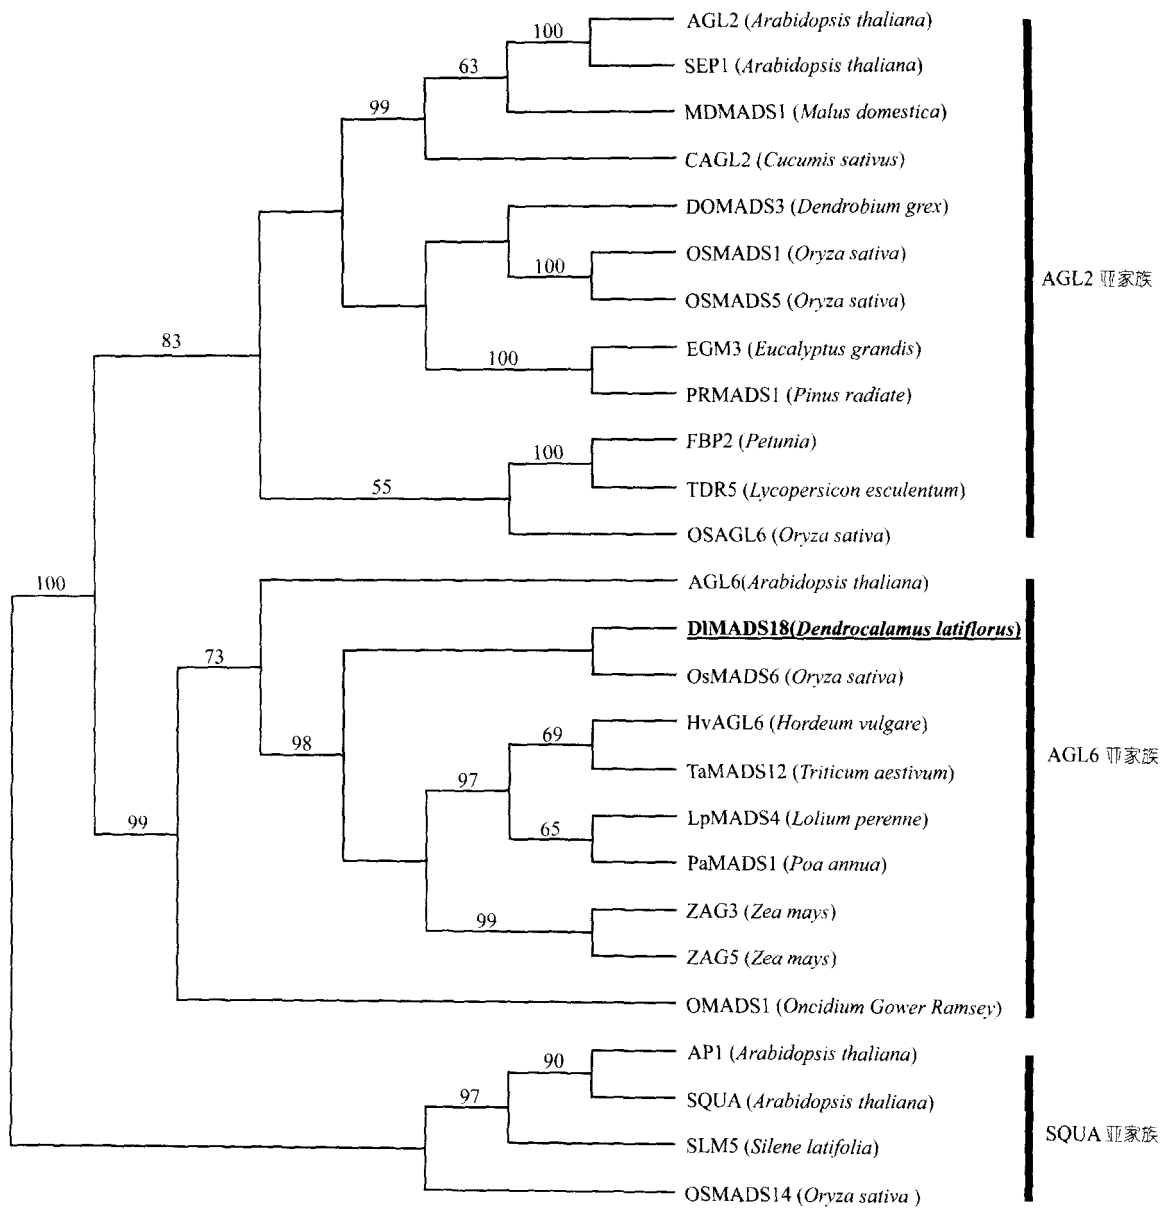 AGL2 (Arabidopsis thaliana)
100
SEP1 (Arabidopsis thaliana)
63
MDMADS1 (Malus domestica)
99
CAGL2 (Cucumis sativus)
DOMADS3 (Dendrobium grex)
OSMADS1 (Oryza sativa)
100
AGL2 亚家族
OSMADS5 (Oryza sativa)
83
EGM3 (Eucalyptus grandis)
100
PRMADS1 (Pinus radiate)
FBP2 (Petunia)
100
TDR5 (Lycopersicon esculentum)
55
OSAGL6 (Oryza sativa)
100
AGL6(Arabidopsis thaliana)
DlMADS18(Dendrocalamus latiflorus)
73
OsMADS6 (Oryza sativa)
HvAGL6 (Hordeum vulgare)
98
69
AGL6 亚家族
TaMADS12 (Triticum aestivum)
97
LpMADS4 (Lolium perenne)
99
65
PaMADS1 (Poa annua)
ZAG3 (Zea mays)
99
ZAG5 (Zea mays)
OMADS1 (Oncidium Gower Ramsey)
AP1 (Arabidopsis thaliana)
90
97
SQUA (Arabidopsis thaliana)
SQUA 亚家族
SLM5 (Silene latifolia)
OSMADS14 (Oryza sativa )